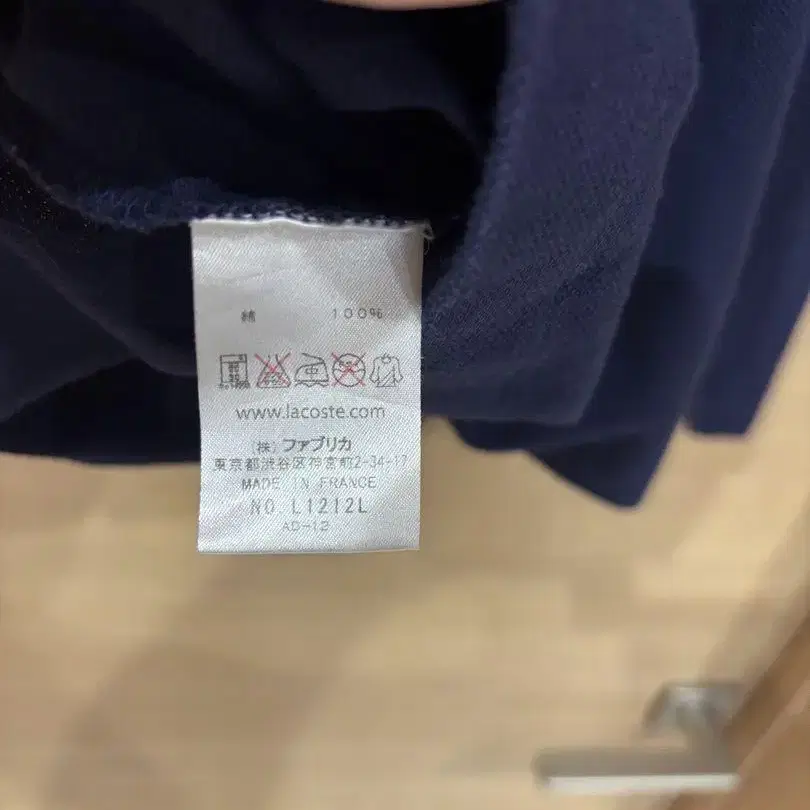 綿 100%
www.lacoste.com
(株) ファブリカ
東京都渋谷区神宮前2-34-17
MADE IN FRANCE
NO L1212L
AD-12